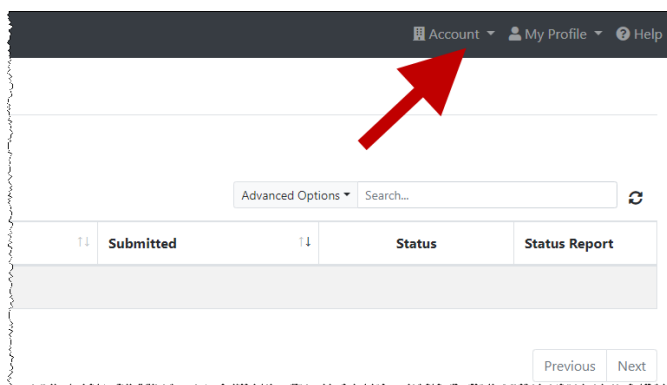 Account My Profile Help
Advanced Options Search...
Submitted Status Status Report
Previous Next